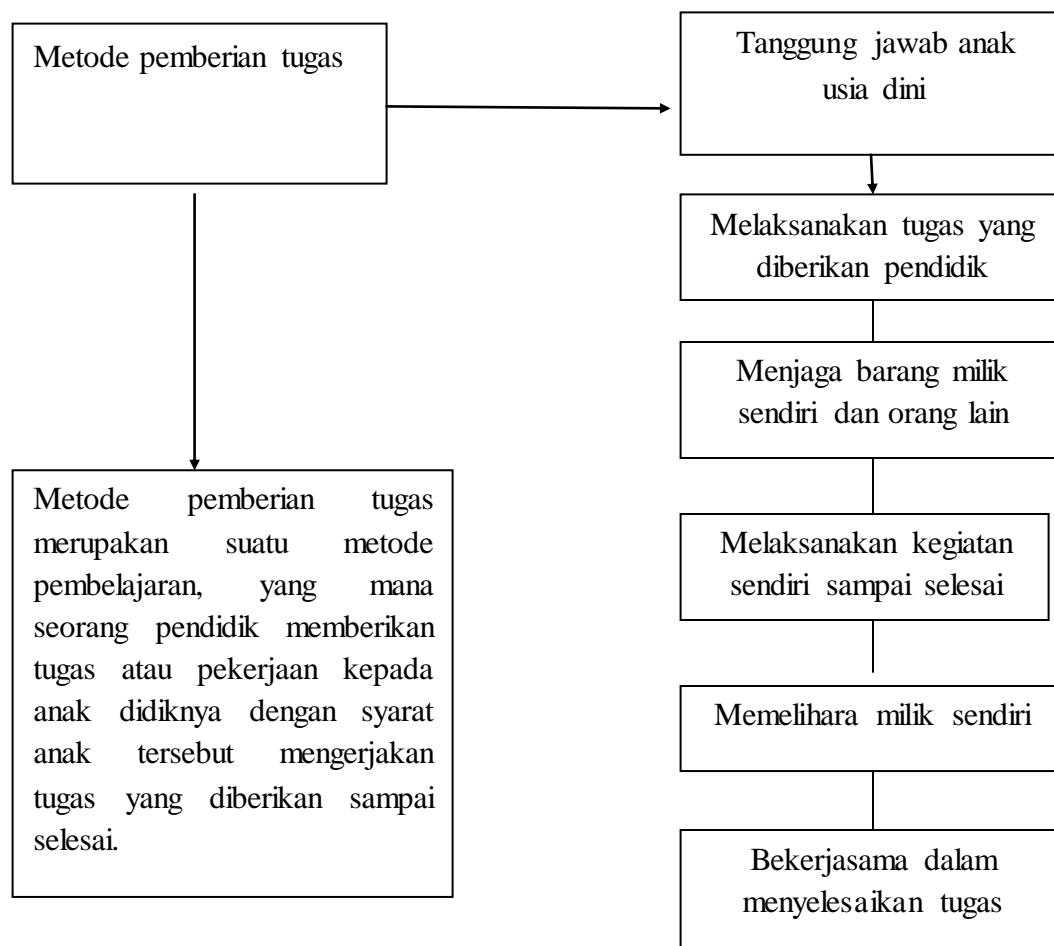 Metode pemberian tugas
Tanggung jawab anak
usia dini
Melaksanakan tugas yang
diberikan pendidik
Menjaga barang milik
sendiri dan orang lain
Metode pemberian tugas
merupakan suatu metode
pembelajaran, yang mana
seorang pendidik memberikan
tugas atau pekerjaan kepada
anak didiknya dengan syarat
anak tersebut mengerjakan
tugas yang diberikan sampai
selesai.
Melaksanakan kegiatan
sendiri sampai selesai
Memelihara milik sendiri
Bekerjasama dalam
menyelesaikan tugas